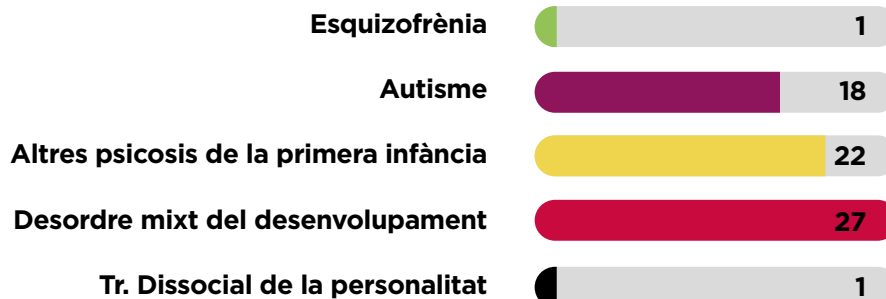 Esquizofrènia 1
Autisme 18
Altres psicosis de la primera infància 22
Desordre mixt del desenvolupament 27
Tr. Dissocial de la personalitat 1